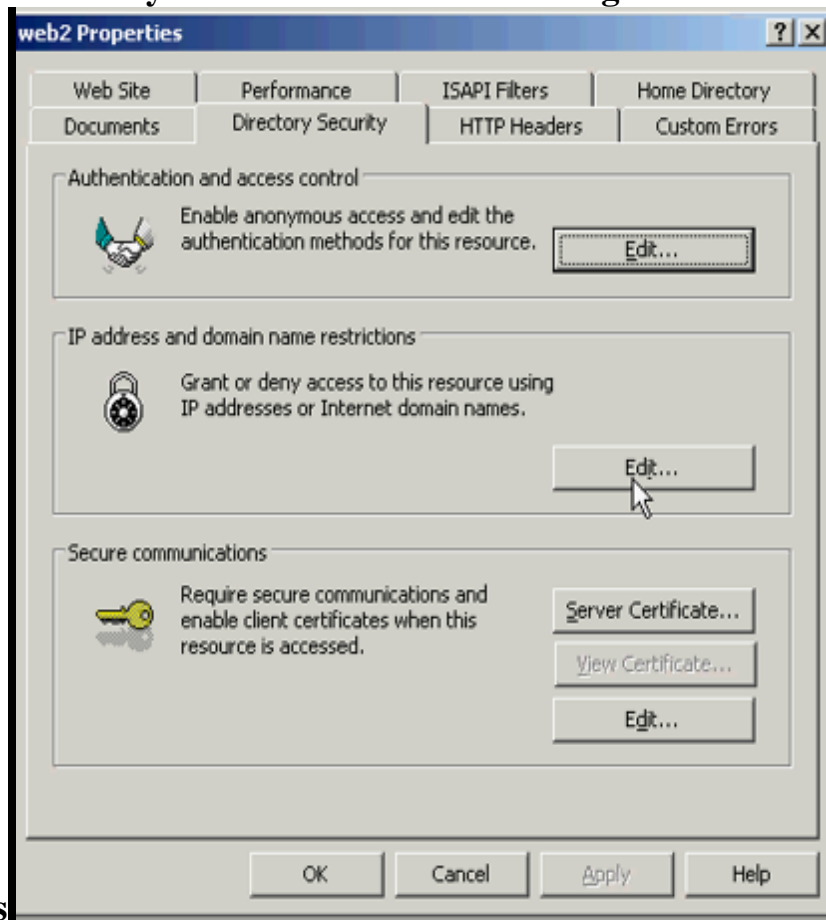 web2 Properties
Web Site Performance ISAPI Filters Home Directory
Documents Directory Security HTTP Headers Custom Errors
Authentication and access control
Enable anonymous access and edit the
authentication methods for this resource.
Edit...
IP address and domain name restrictions
Grant or deny access to this resource using
IP addresses or Internet domain names.
Edit...
Secure communications
Require secure communications and
enable client certificates when this
resource is accessed.
Server Certificate...
View Certificate...
Edit...
OK Cancel Apply Help
s